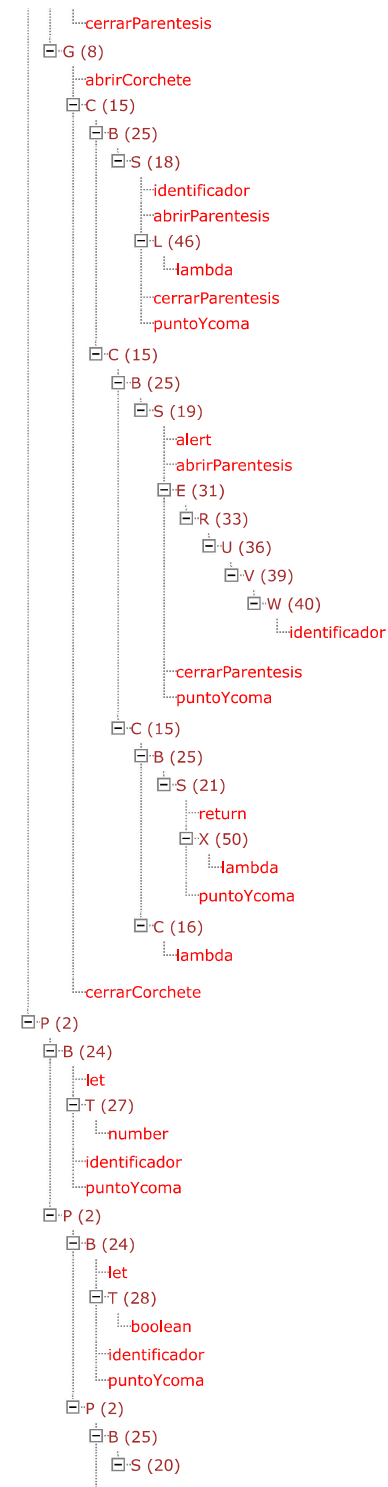 cerrarParentesis
G (8)
abrirCorchete
C (15)
B (25)
S (18)
identificador
abrirParentesis
L (46)
lambda
cerrarParentesis
puntoYcoma
C (15)
B (25)
S (19)
alert
abrirParentesis
E (31)
R (33)
U (36)
V (39)
W (40)
identificador
cerrarParentesis
puntoYcoma
C (15)
B (25)
S (21)
return
X (50)
lambda
puntoYcoma
C (16)
lambda
cerrarCorchete
P (2)
B (24)
let
T (27)
number
identificador
puntoYcoma
P (2)
B (24)
let
T (28)
boolean
identificador
puntoYcoma
P (2)
B (25)
S (20)